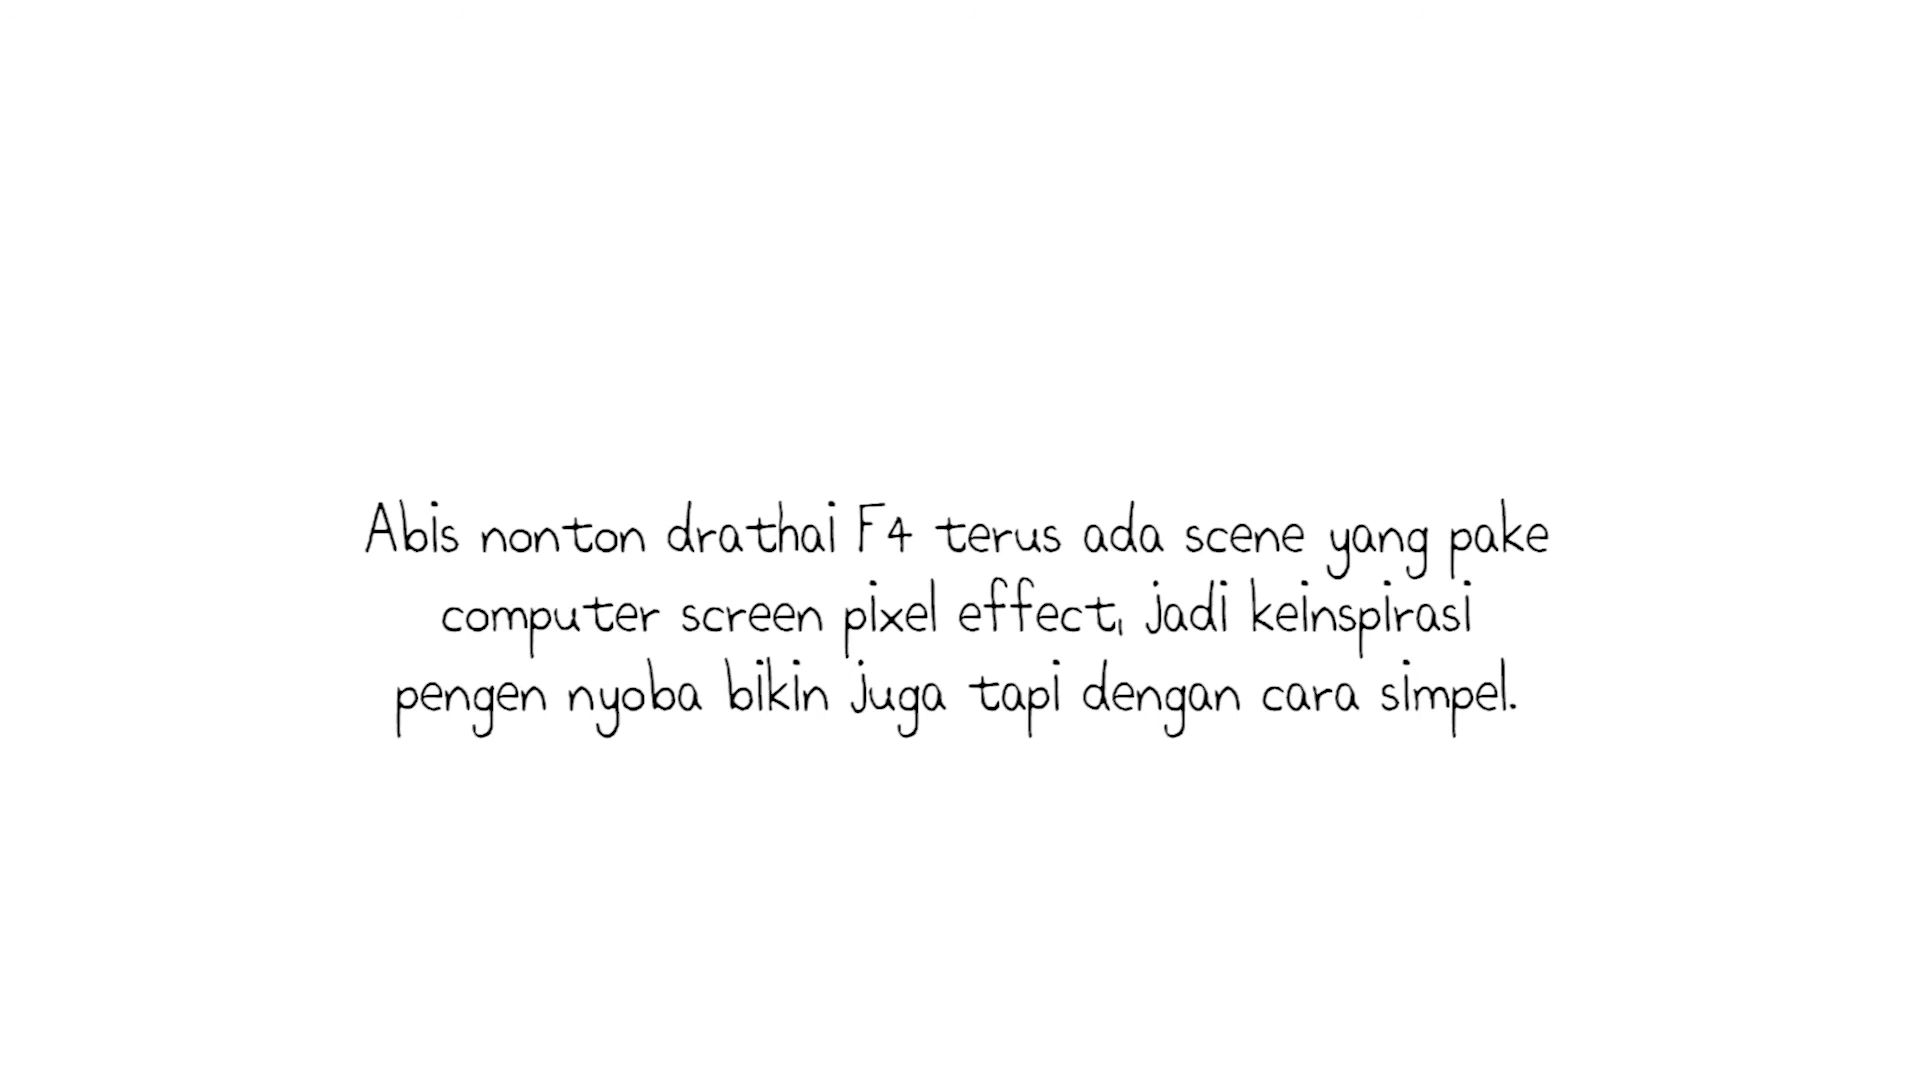 Abis nonton drathai F4 terus ada scene yang pake
computer screen pixel effect, jadi keinspirasi
pengen nyoba bikin juga tapi dengan cara simpel.